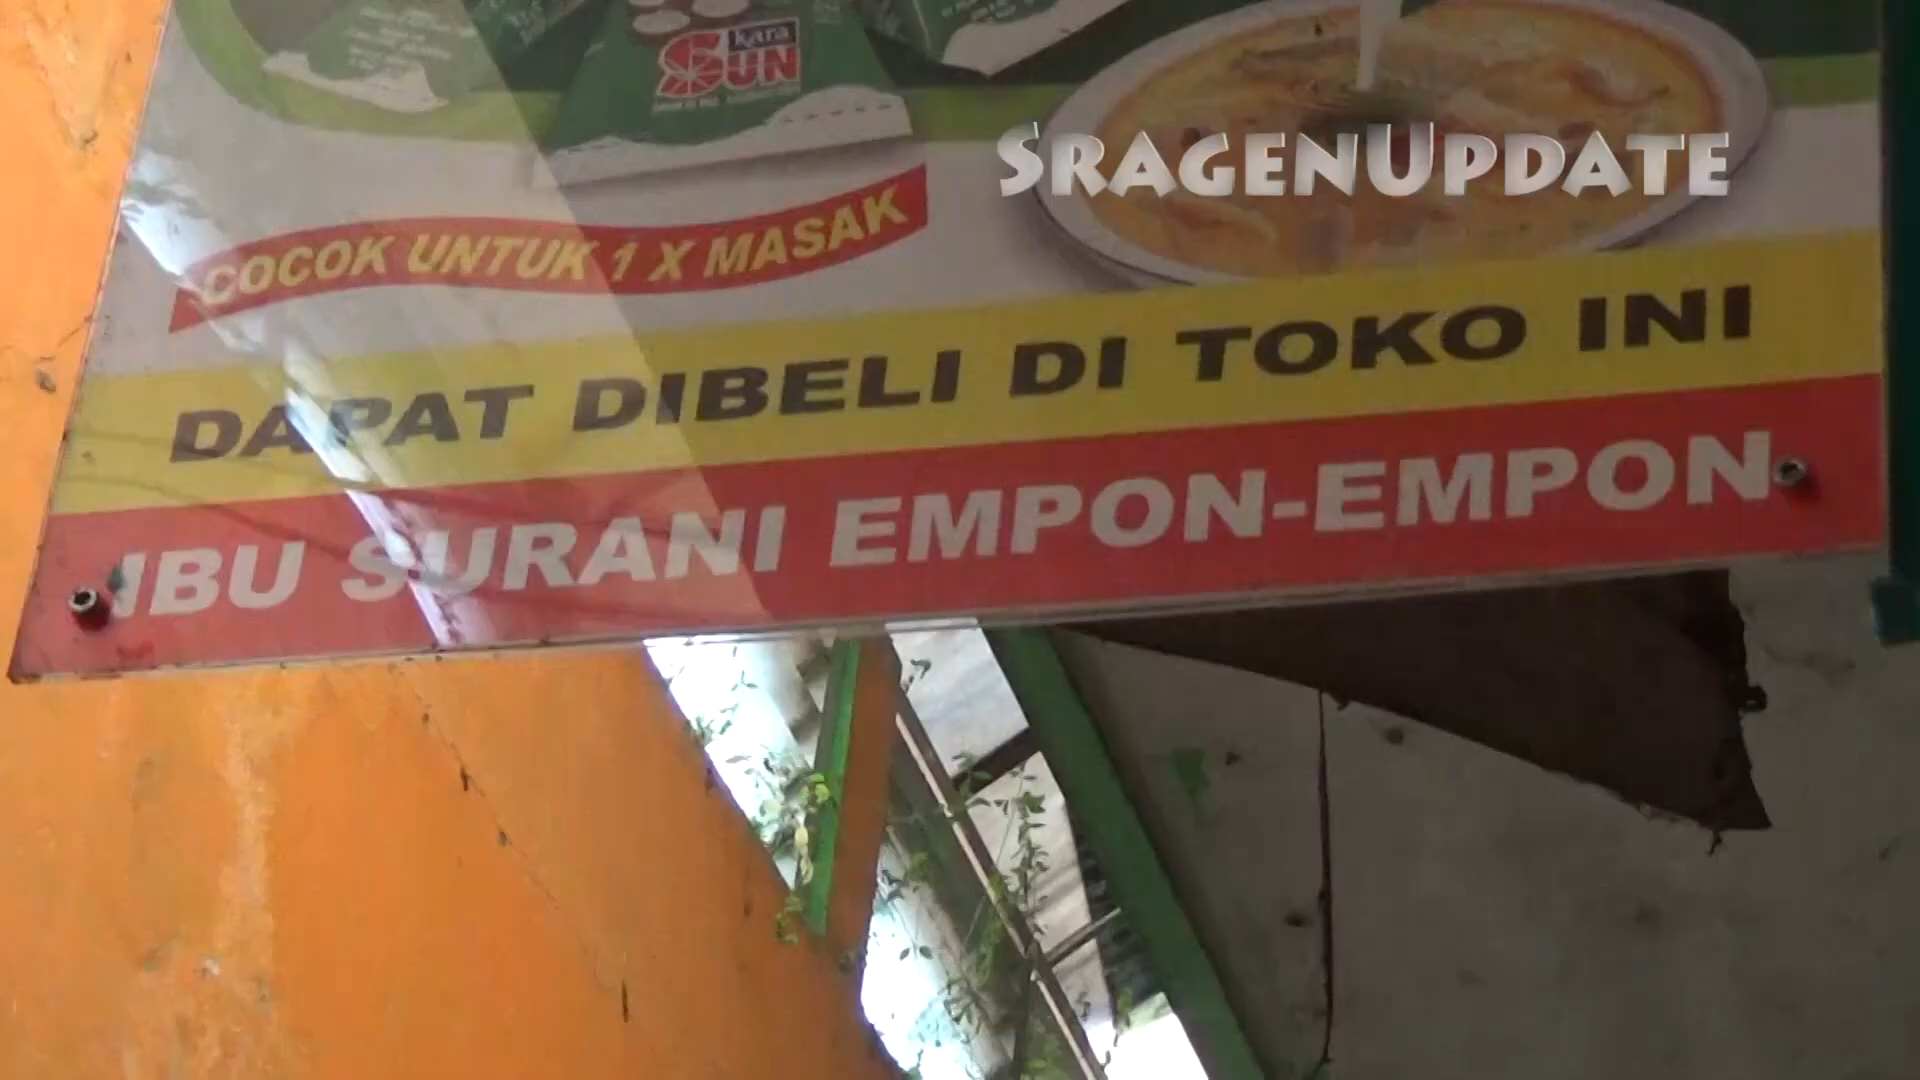 kara
SUN
SRAGENUPDATE
COCOK UNTUK 1 X MASAK
DAPAT DIBELI DI TOKO INI
IBU SURANI EMPON-EMPON